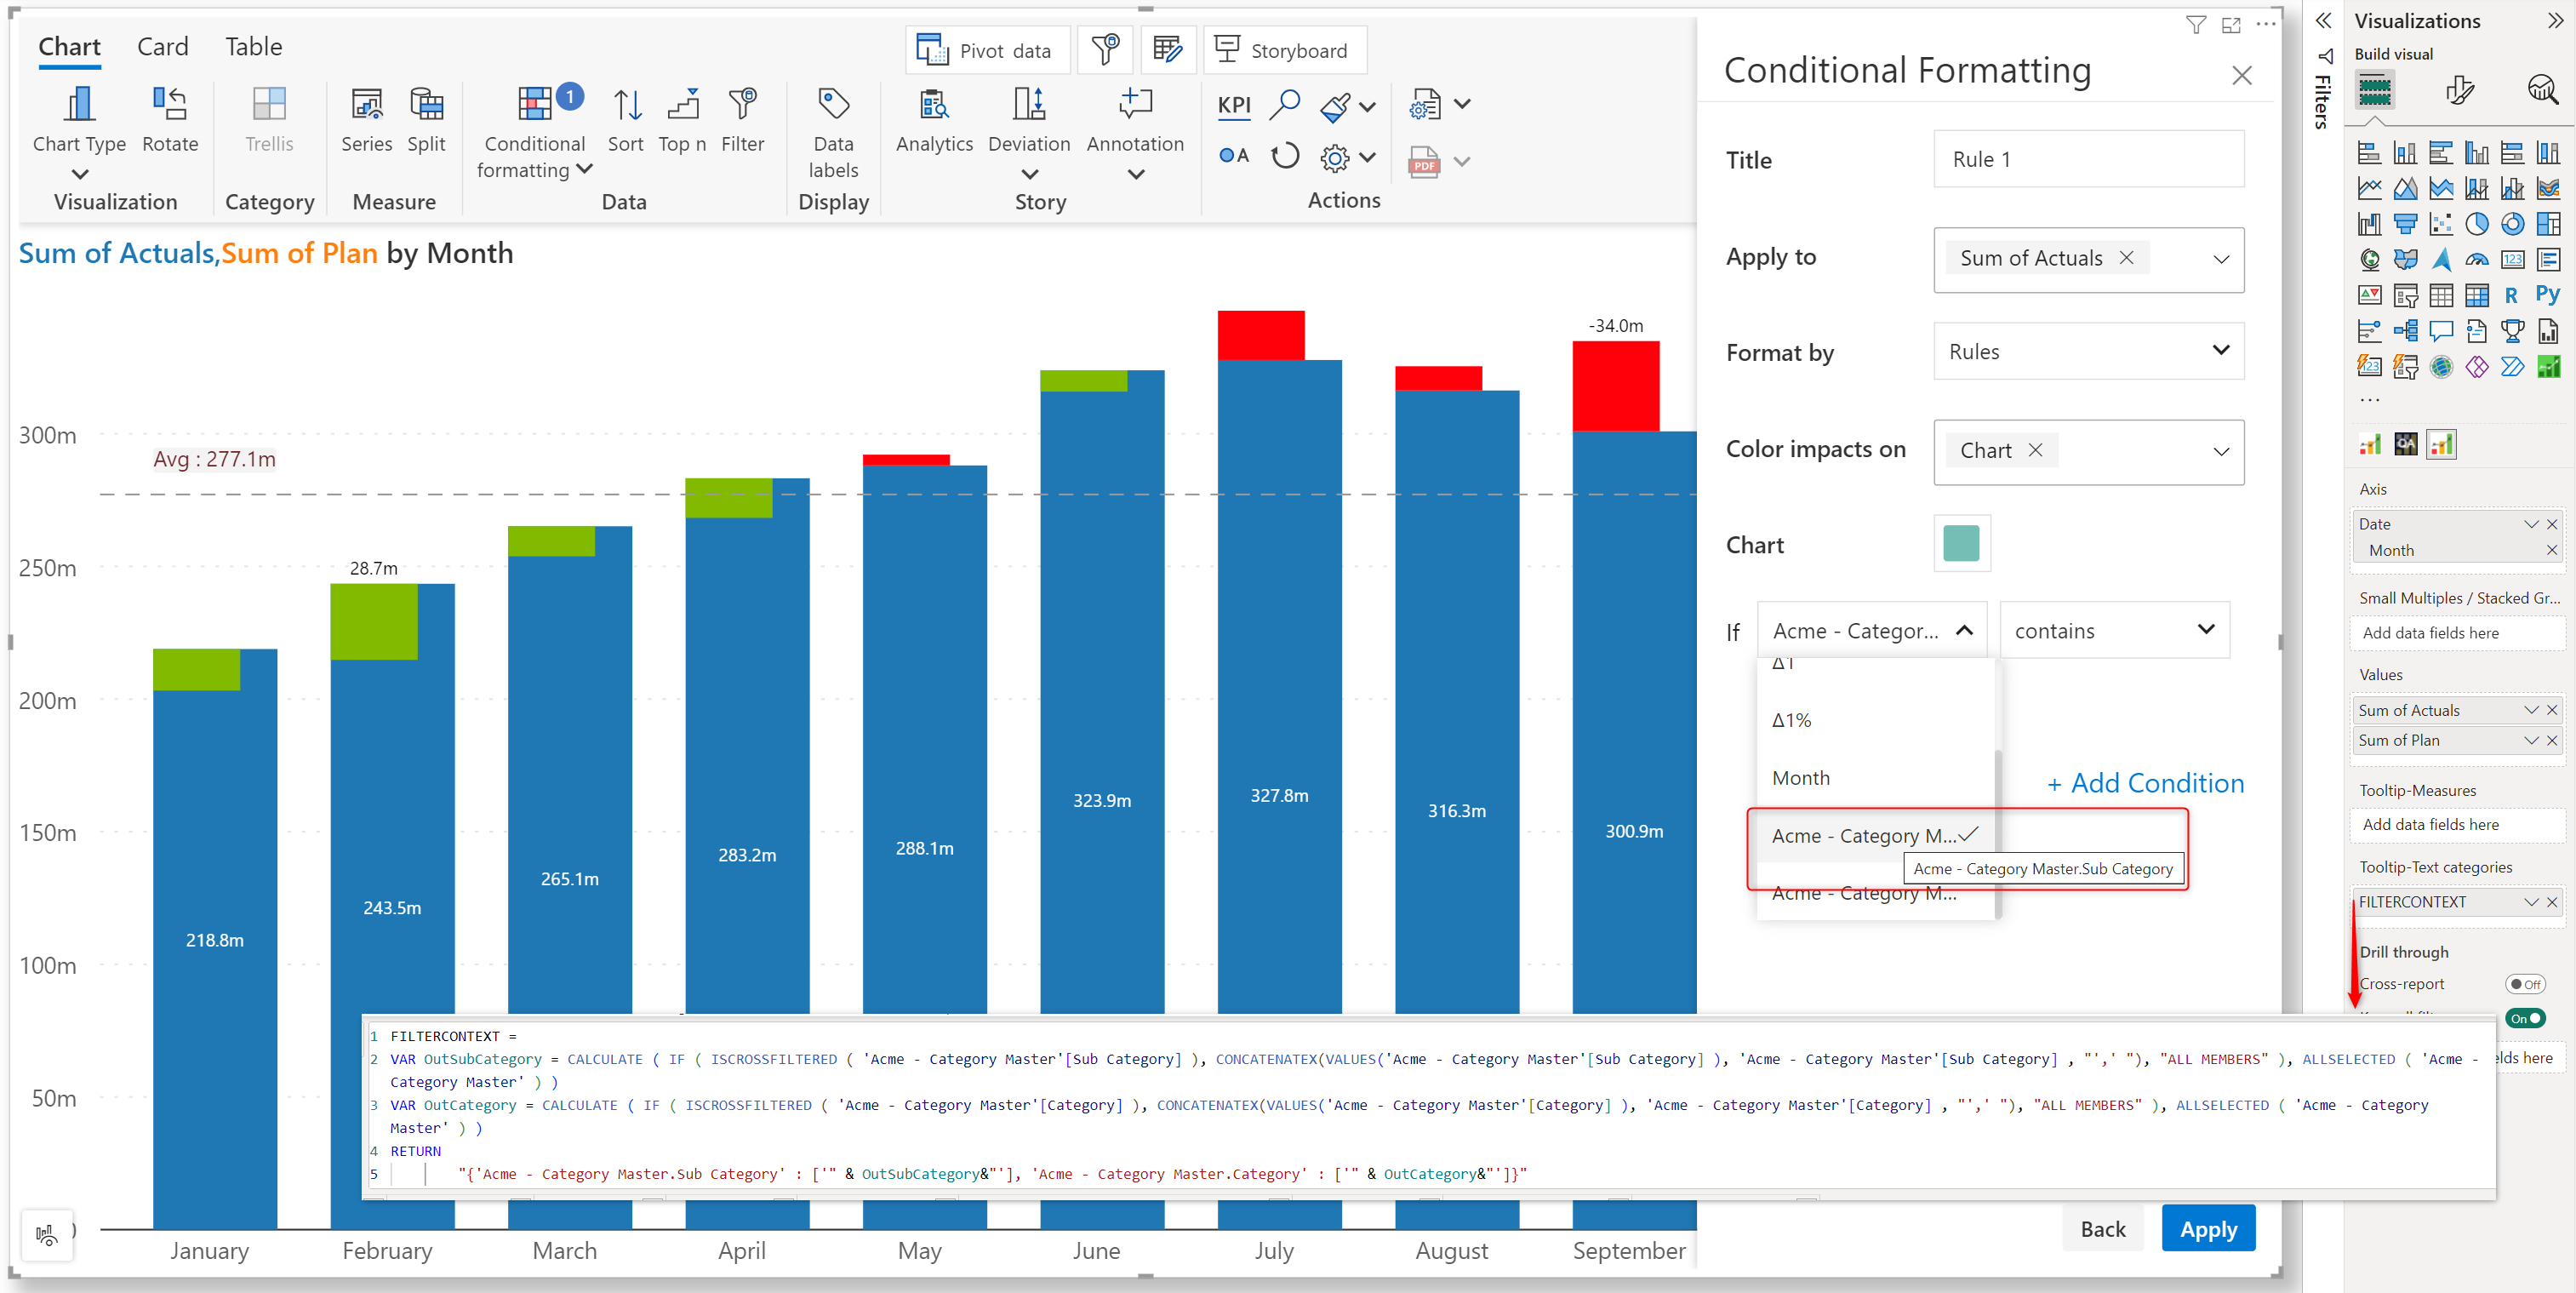 Chart Card Table
Pivot data
Storyboard
Chart Type
Rotate
Visualization
Trellis
Category
Series
Split
Measure
1
Conditional
formatting
Sort
Top n
Filter
Data
Data
labels
Display
Analytics
Deviation
Annotation
Story
KPI
A
PDF
Actions
Sum of Actuals,Sum of Plan by Month
300m
250m
200m
150m
100m
50m
Avg : 277.1m
28.7m
-34.0m
218.8m
243.5m
265.1m
283.2m
288.1m
323.9m
327.8m
316.3m
300.9m
January
February
March
April
May
June
July
August
September
Conditional Formatting
Title
Rule 1
Apply to
Sum of Actuals
Format by
Rules
Color impacts on
Chart
Chart
If
Acme - Categor...
contains
Δ1
Δ1%
Month
Acme - Category M...
Acme - Category Master.Sub Category
Acme - Category M...
+ Add Condition
Back
Apply
1 FILTERCONTEXT =
2 VAR OutSubCategory = CALCULATE ( IF ( ISCROSSFILTERED ( 'Acme - Category Master'[Sub Category] ), CONCATENATEX(VALUES('Acme - Category Master'[Sub Category] ), 'Acme - Category Master'[Sub Category] , "',' "), "ALL MEMBERS" ), ALLSELECTED ( 'Acme -
Category Master' ) )
3 VAR OutCategory = CALCULATE ( IF ( ISCROSSFILTERED ( 'Acme - Category Master'[Category] ), CONCATENATEX(VALUES('Acme - Category Master'[Category] ), 'Acme - Category Master'[Category] , "',' "), "ALL MEMBERS" ), ALLSELECTED ( 'Acme - Category
Master' ) )
4 RETURN
5 "{'Acme - Category Master.Sub Category' : ['" & OutSubCategory&"'], 'Acme - Category Master.Category' : ['" & OutCategory&"']}"
Filters
Visualizations
Build visual
123
R Py
123
...
QA
Axis
Date
Month
Small Multiples / Stacked Gr...
Add data fields here
Values
Sum of Actuals
Sum of Plan
Tooltip-Measures
Add data fields here
Tooltip-Text categories
FILTERCONTEXT
Drill through
Cross-report
Off
On
lds here